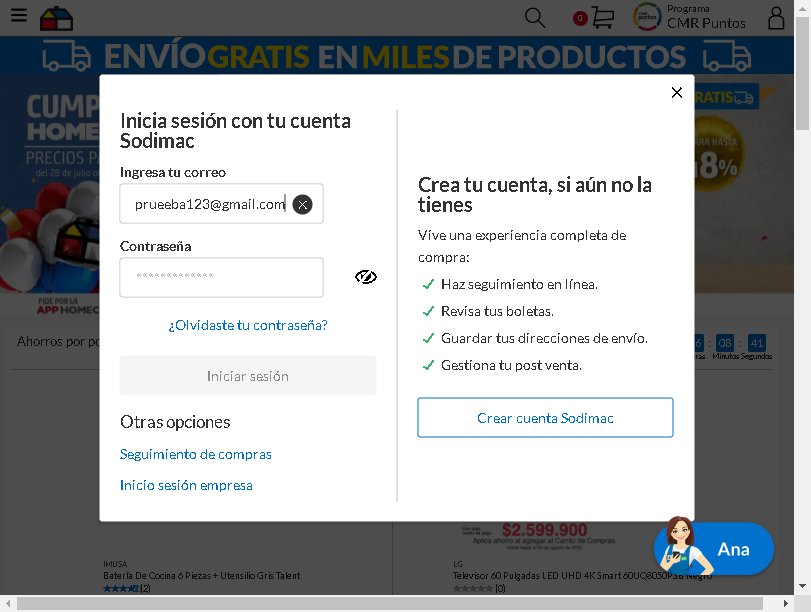 0
Programa
CMR Puntos
ENVÍO GRATIS EN MILES DE PRODUCTOS
CUMP
HOME
PRECIOS PA
del 28 de julio al
RATIS
RRA HASTA
8%
FIDE POR LA
APP HOMEC
Ahorros por po
08 : 41
Minutos Segundos
Inicia sesión con tu cuenta
Sodimac
Ingresa tu correo
prueeba123@gmail.com
Contraseña
*************
¿Olvidaste tu contraseña?
Iniciar sesión
Otras opciones
Seguimiento de compras
Inicio sesión empresa
Crea tu cuenta, si aún no la
tienes
Vive una experiencia completa de
compra:
Haz seguimiento en línea.
Revisa tus boletas.
Guardar tus direcciones de envío.
Gestiona tu post venta.
Crear cuenta Sodimac
$2.599.900
Aplica ahorro al agregar al Carrito de Compras.
Ana
IMUSA
Batería De Cocina 6 Piezas + Utensilio Gris Talent
(2)
LG
Televisor 60 Pulgadas LED UHD 4K Smart 60UQ8050PSB Negro
(0)